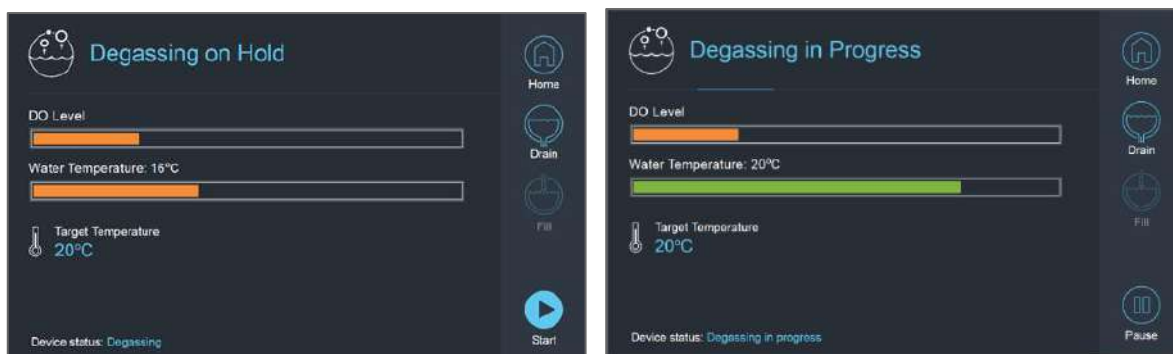 Degassing on Hold
Home
DO Level
Drain
Water Temperature: 16°C
Fill
Target Temperature
20°C
Device status: Degassing
Start
Degassing in Progress
Home
DO Level
Drain
Water Temperature: 20°C
Fill
Target Temperature
20°C
Device status: Degassing in progress
Pause